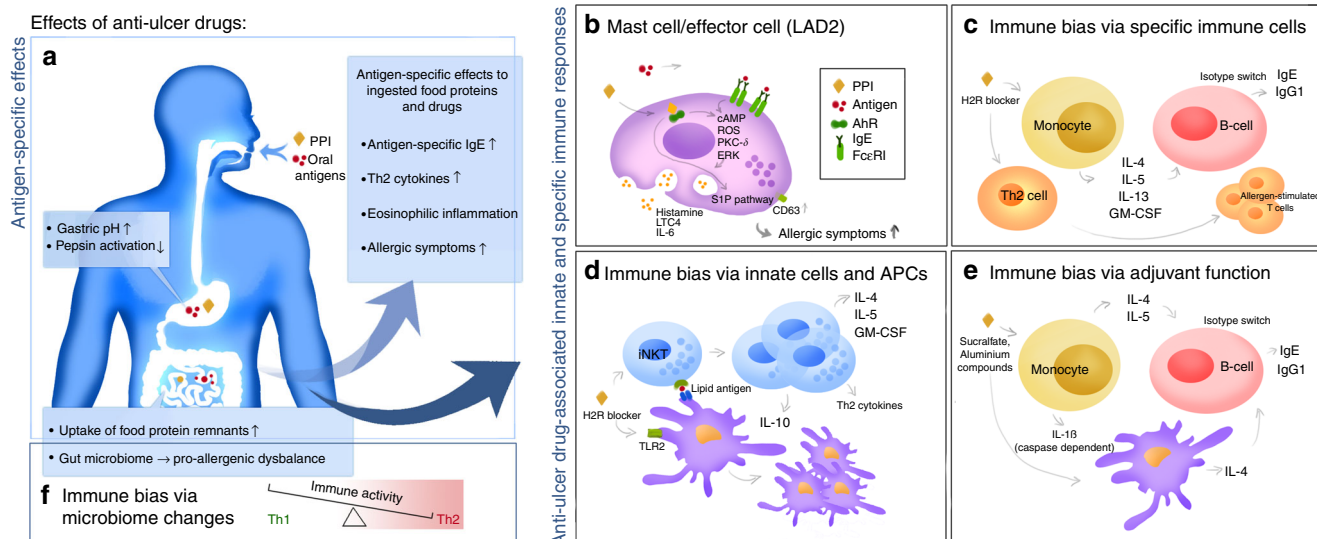 Effects of anti-ulcer drugs:
Antigen-specific effects
a
PPI
Oral
antigens
• Gastric pH ↑
• Pepsin activation↓
Antigen-specific effects to
ingested food proteins
and drugs
•Antigen-specific IgE ↑
•Th2 cytokines ↑
•Eosinophilic inflammation
•Allergic symptoms ↑
• Uptake of food protein remnants ↑
• Gut microbiome → pro-allergenic dysbalance
f Immune bias via
microbiome changes
Immune activity
Th1
Th2
Anti-ulcer drug-associated innate and specific immune responses
b Mast cell/effector cell (LAD2)
cAMP
ROS
PKC-δ
ERK
S1P pathway
CD63↑
Histamine
LTC4
IL-6
Allergic symptoms ↑
PPI
Antigen
AhR
IgE
FcεRI
c Immune bias via specific immune cells
H2R blocker
Monocyte
Isotype switch
IgE
IgG1
B-cell
Th2 cell
IL-4
IL-5
IL-13
GM-CSF
Allergen-stimulated
T cells
d Immune bias via innate cells and APCs
iNKT
IL-4
IL-5
GM-CSF
Lipid antigen
H2R blocker
TLR2
IL-10
Th2 cytokines
e Immune bias via adjuvant function
IL-4
IL-5
Isotype switch
Sucralfate,
Aluminium
compounds
Monocyte
B-cell
IgE
IgG1
IL-1ß
(caspase dependent)
IL-4